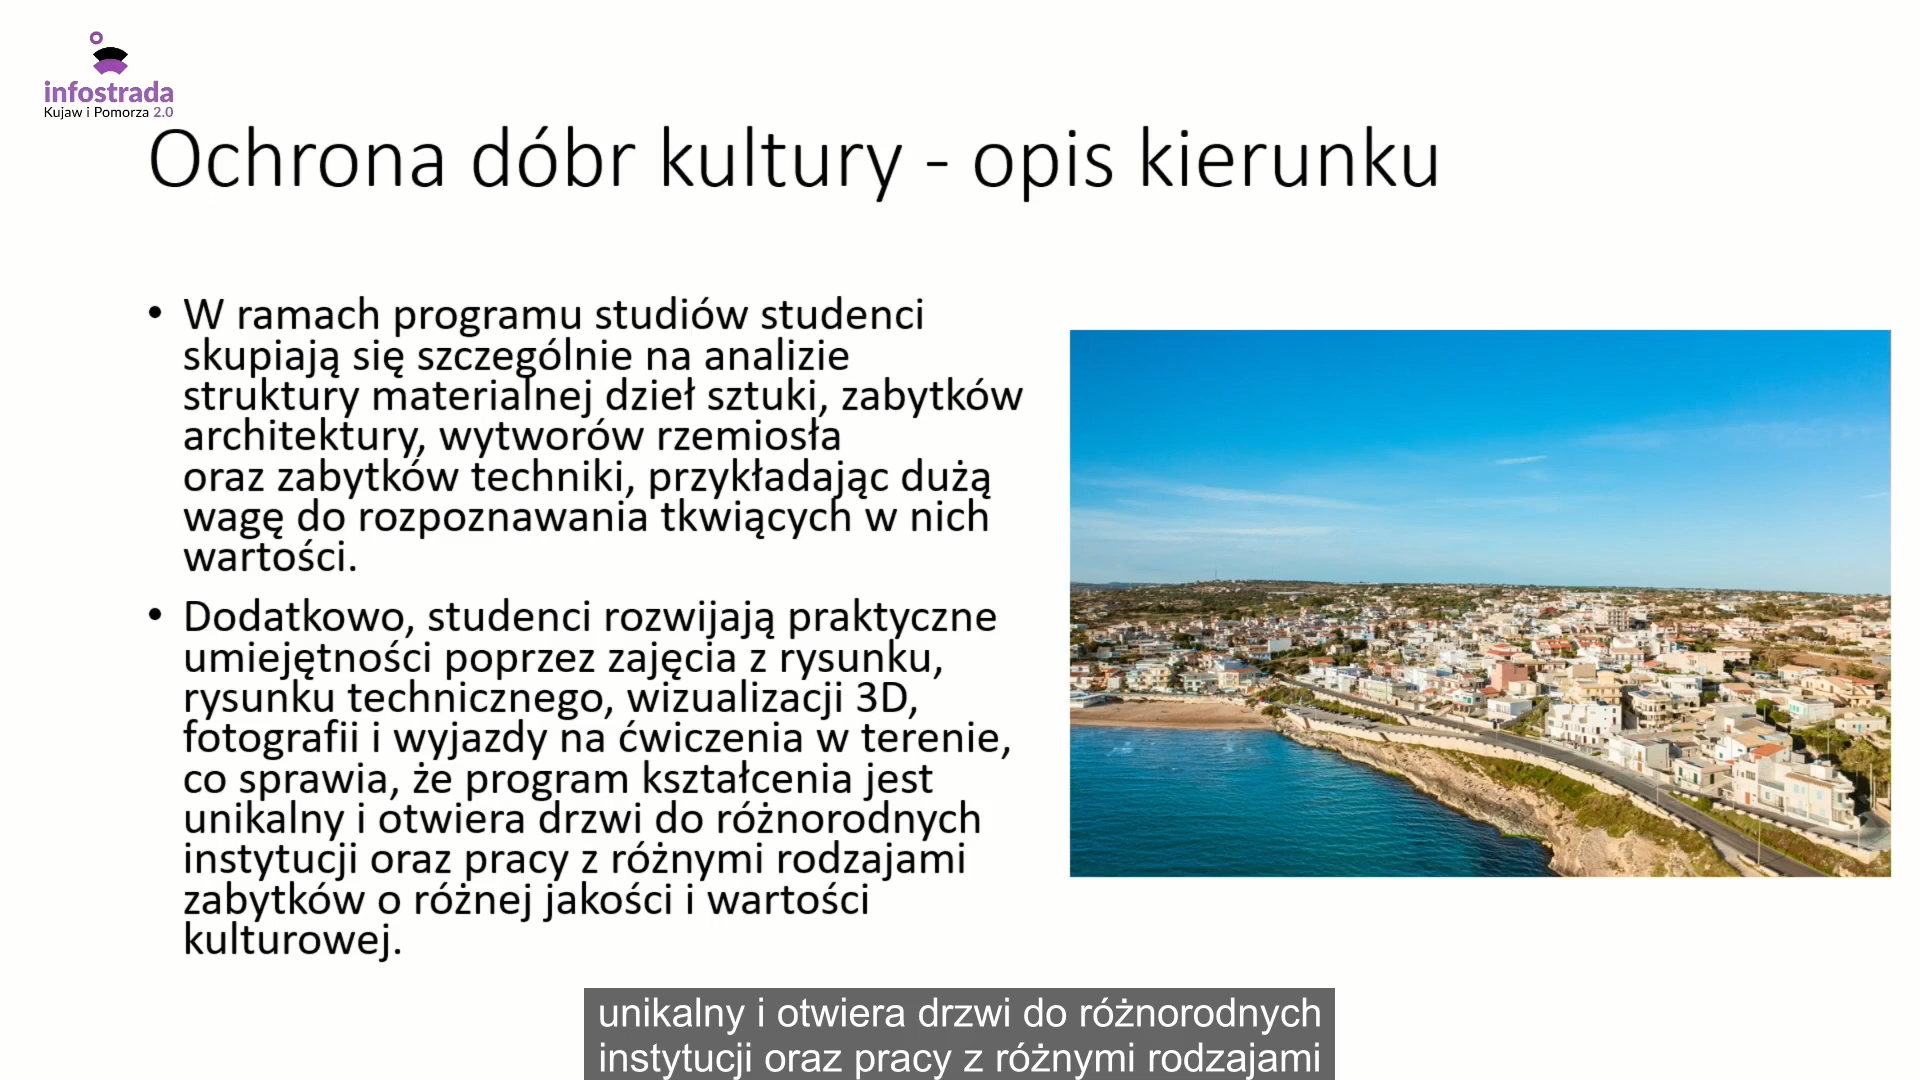 infostrada
Kujaw i Pomorza 2.0
Ochrona dóbr kultury - opis kierunku
• W ramach programu studiów studenci
skupiają się szczególnie na analizie
struktury materialnej dzieł sztuki, zabytków
architektury, wytworów rzemiosła
oraz zabytków techniki, przykładając dużą
wagę do rozpoznawania tkwiących w nich
wartości.
• Dodatkowo, studenci rozwijają praktyczne
umiejętności poprzez zajęcia z rysunku,
rysunku technicznego, wizualizacji 3D,
fotografii i wyjazdy na ćwiczenia w terenie,
co sprawia, że program kształcenia jest
unikalny i otwiera drzwi do różnorodnych
instytucji oraz pracy z różnymi rodzajami
zabytków o różnej jakości i wartości
kulturowej.
unikalny i otwiera drzwi do różnorodnych
instytucji oraz pracy z różnymi rodzajami